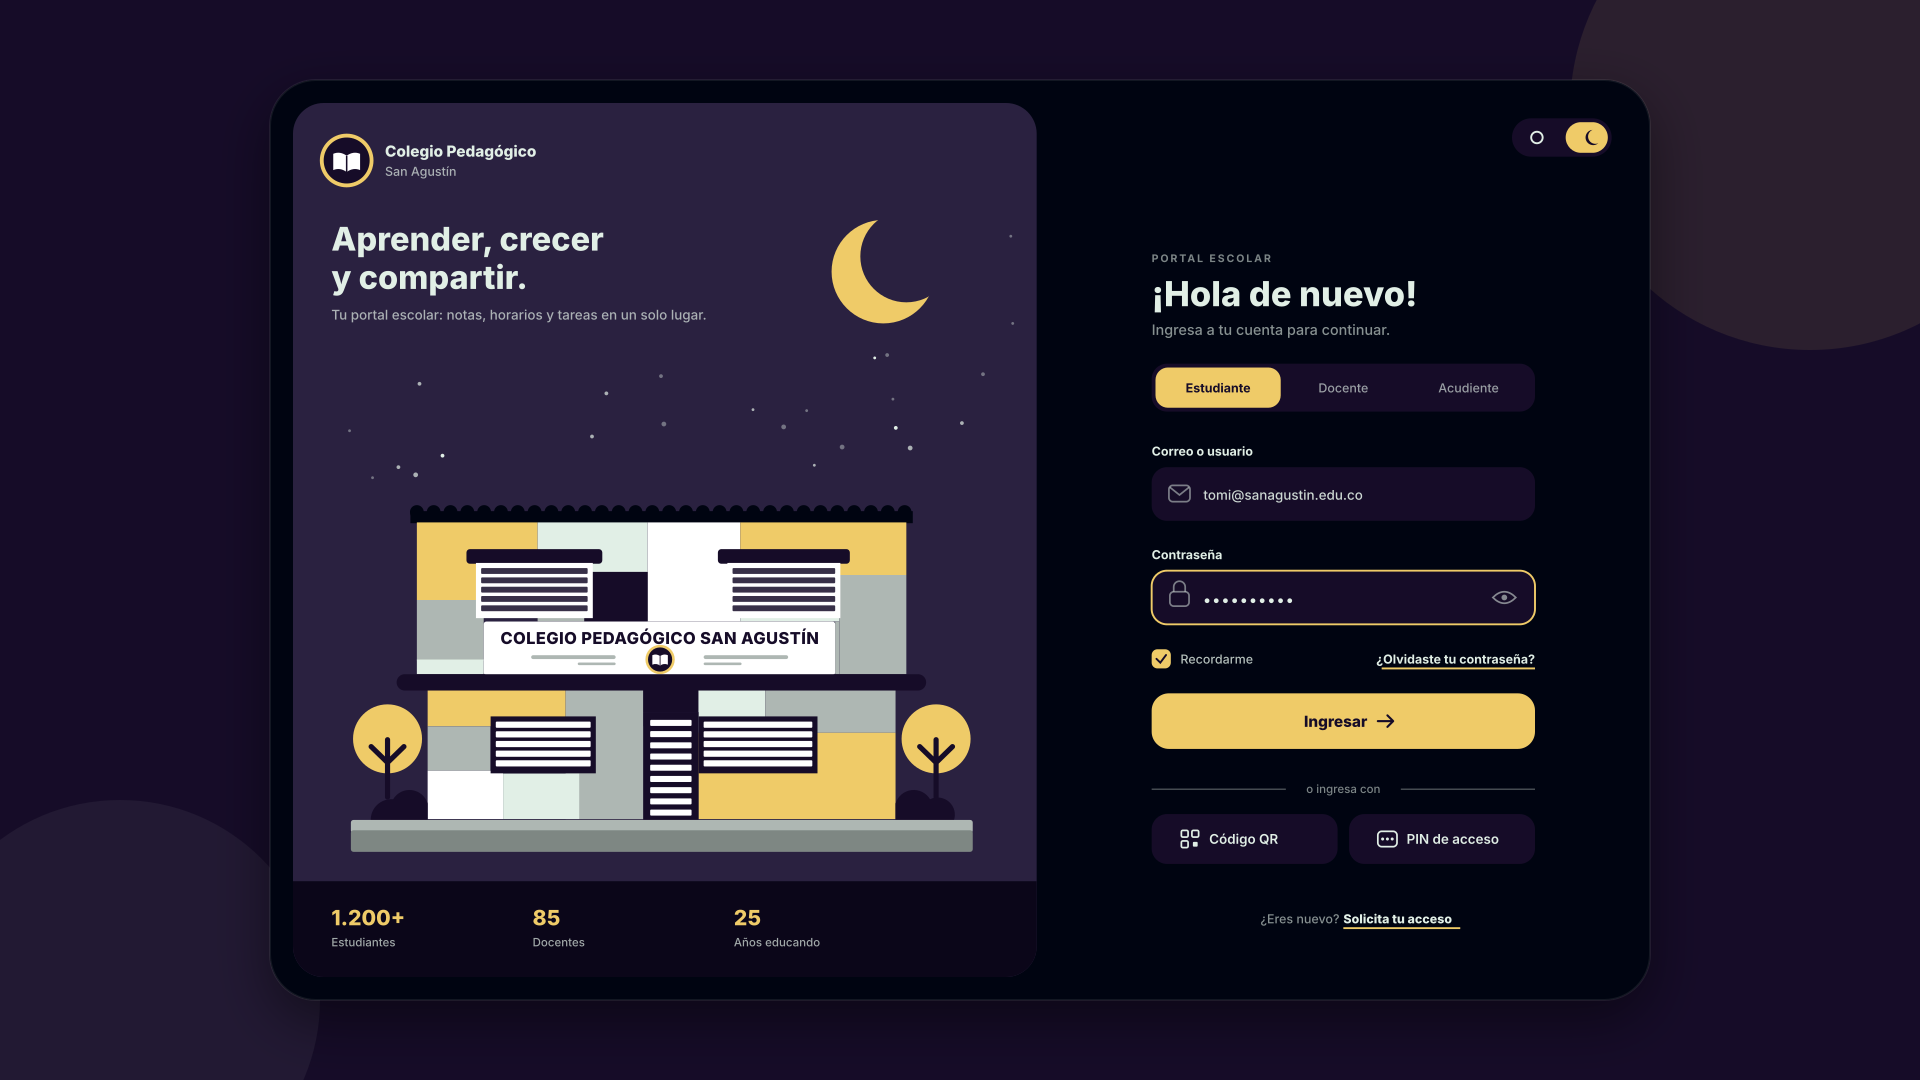 Colegio Pedagógico
San Agustín
Aprender, crecer
y compartir.
Tu portal escolar: notas, horarios y tareas en un solo lugar.
COLEGIO PEDAGÓGICO SAN AGUSTÍN
1.200+
Estudiantes
85
Docentes
25
Años educando
PORTAL ESCOLAR
¡Hola de nuevo!
Ingresa a tu cuenta para continuar.
Estudiante
Docente
Acudiente
Correo o usuario
tomi@sanagustin.edu.co
Contraseña
••••••••••
Recordarme
¿Olvidaste tu contraseña?
Ingresar →
o ingresa con
Código QR
PIN de acceso
¿Eres nuevo? Solicita tu acceso